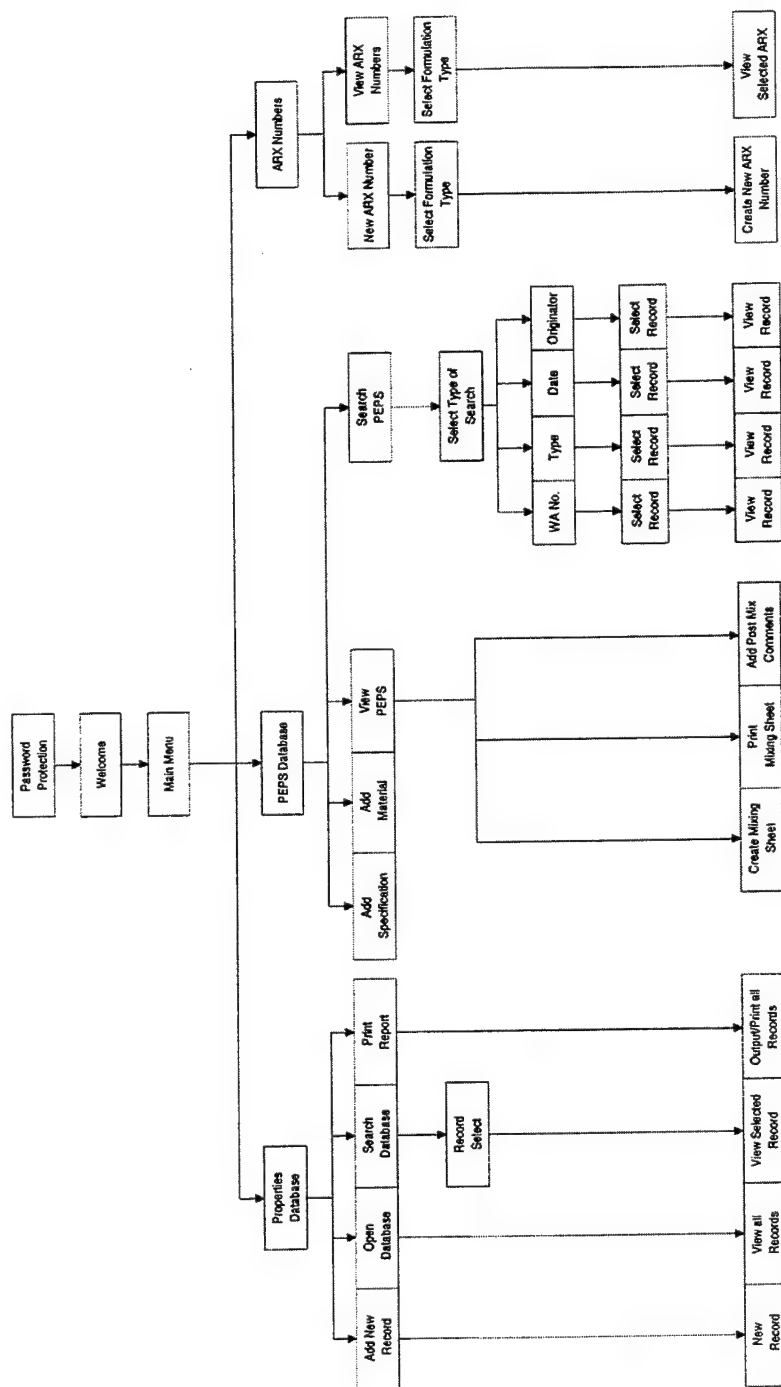 Password
Protection
Welcome
Main Menu
Properties
Database
PEPS Database
ARX Numbers
Add New
Record
Open
Database
Search
Database
Print
Report
Add
Specification
Add
Material
View
PEPS
Search
PEPS
New ARX Number
View ARX
Numbers
Record
Select
Select Type of
Search
Select Formulation
Type
Select Formulation
Type
WA No.
Type
Date
Originator
Select
Record
Select
Record
Select
Record
Select
Record
New
Record
View all
Records
View Selected
Record
Output/Print all
Records
Create Mixing
Sheet
Print
Mixing Sheet
Add Post Mix
Comments
View
Record
View
Record
View
Record
View
Record
Create New ARX
Number
View
Selected ARX